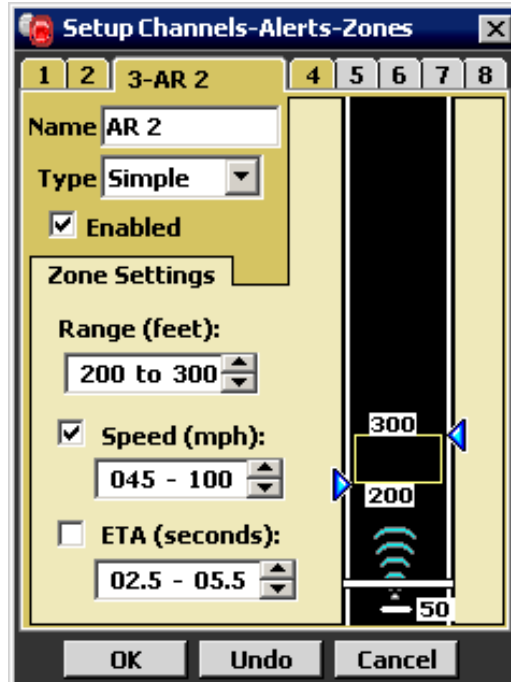 Setup Channels-Alerts-Zones
1 2 3-AR 2 4 5 6 7 8
Name AR 2
Type Simple
Enabled
Zone Settings
Range (feet):
200 to 300
Speed (mph):
045 - 100
ETA (seconds):
02.5 - 05.5
300
200
50
OK Undo Cancel